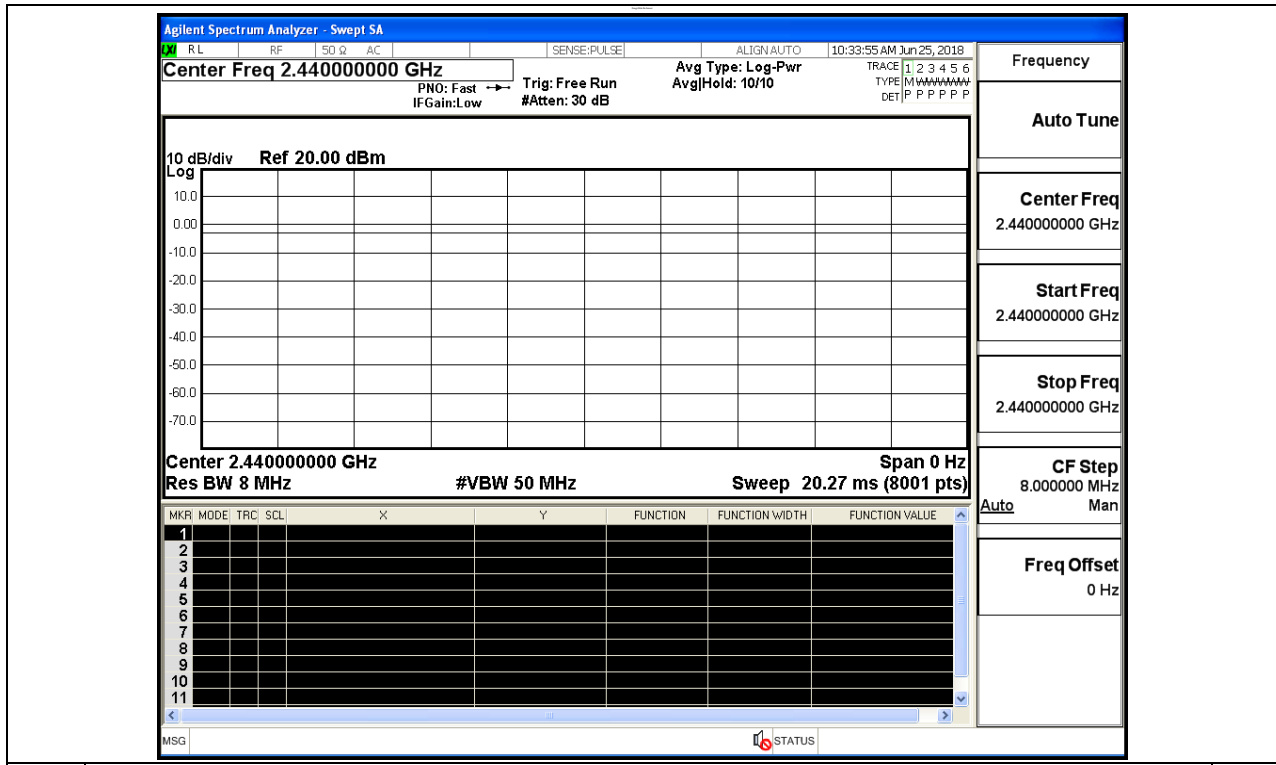 Agilent Spectrum Analyzer - Swept SA
LXI RL RF 50 Ω AC SENSE:PULSE ALIGN AUTO 10:33:55 AM Jun 25, 2018
Center Freq 2.440000000 GHz
PNO: Fast
IFGain:Low
Trig: Free Run
#Atten: 30 dB
Avg Type: Log-Pwr
Avg|Hold: 10/10
TRACE 1 2 3 4 5 6
TYPE M WWWWW
DET P P P P P P
10 dB/div Ref 20.00 dBm
Log
10.0
0.00
-10.0
-20.0
-30.0
-40.0
-50.0
-60.0
-70.0
Center 2.440000000 GHz Span 0 Hz
Res BW 8 MHz #VBW 50 MHz Sweep 20.27 ms (8001 pts)
MKR MODE TRC SCL X Y FUNCTION FUNCTION WIDTH FUNCTION VALUE
1
2
3
4
5
6
7
8
9
10
11
MSG STATUS
Frequency
Auto Tune
Center Freq
2.440000000 GHz
Start Freq
2.440000000 GHz
Stop Freq
2.440000000 GHz
CF Step
8.000000 MHz
Auto Man
Freq Offset
0 Hz